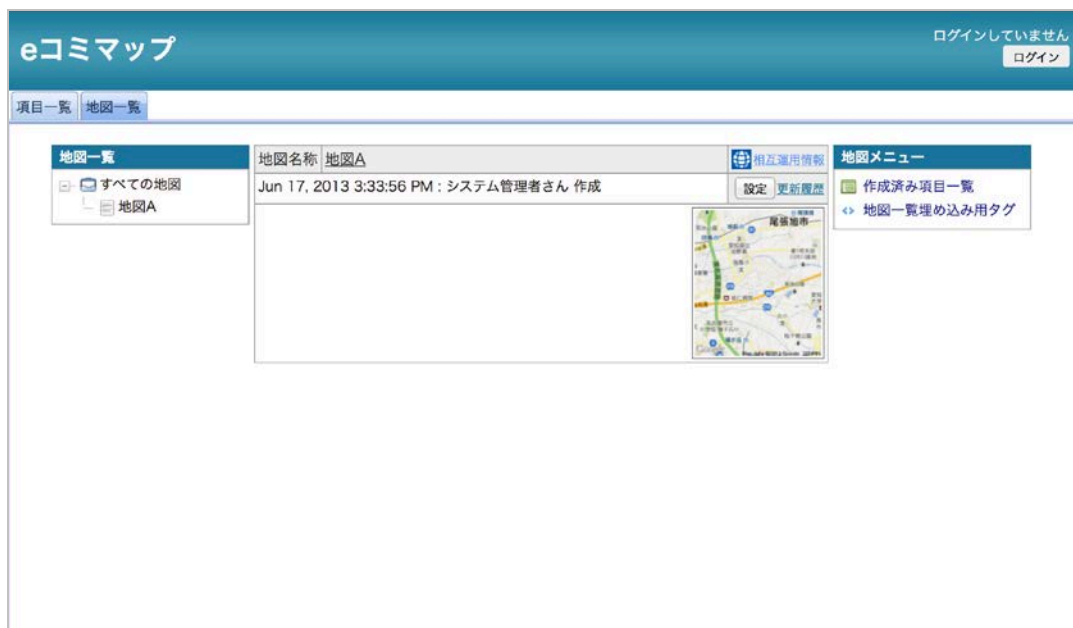 eコミマップ
ログインしていません
ログイン
項目一覧 地図一覧
地図一覧
すべての地図
地図A
地図名称 地図A
相互運用情報
Jun 17, 2013 3:33:56 PM : システム管理者さん 作成
設定 更新履歴
尾張旭市
地図メニュー
作成済み項目一覧
地図一覧埋め込み用タグ